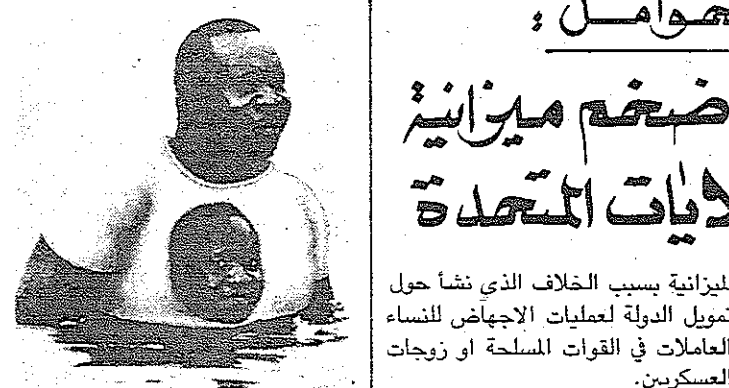 ـوامـل :
ضخم ميزانية
لايات المتحدة
لميزانية بسبب الخلاف الذي نشأ حول
تمويل الدولة لعمليات الاجهاض للنساء
العاملات في القوات المسلحة او زوجات
العسكريين.